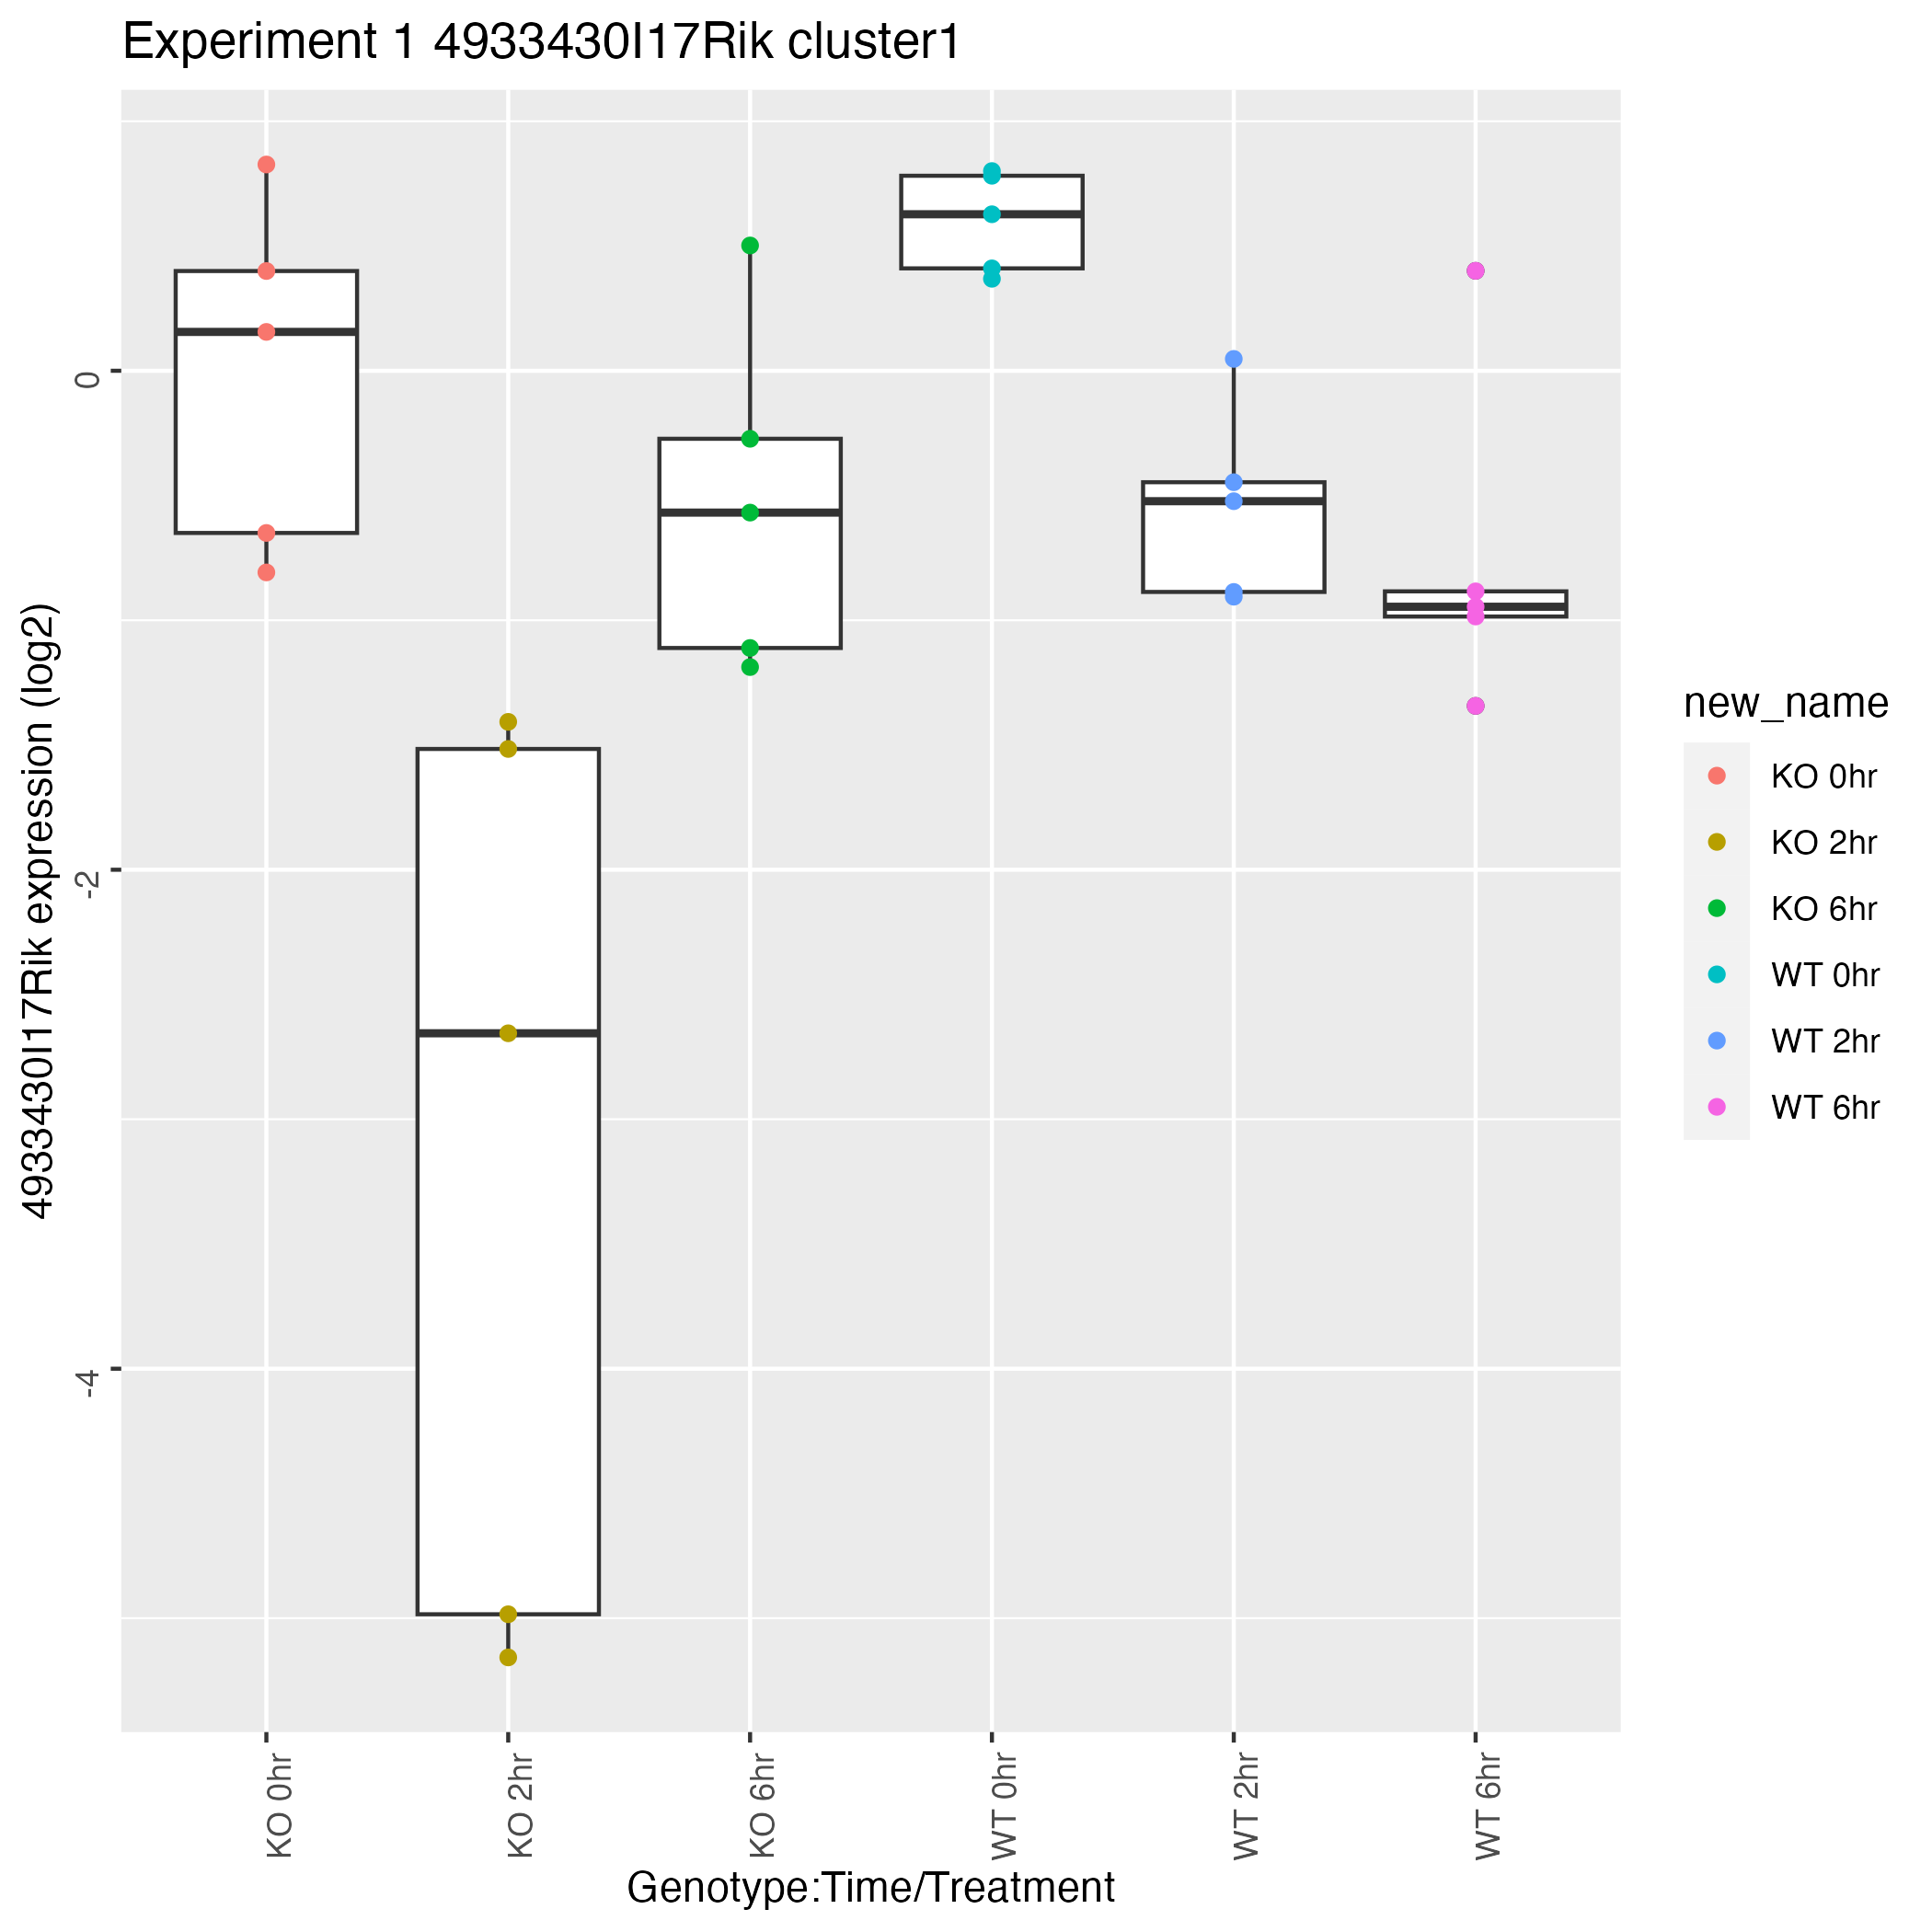 Experiment 1 4933430I17Rik cluster1
4933430I17Rik expression (log2)
0
-2
-4
KO 0hr
KO 2hr
KO 6hr
WT 0hr
WT 2hr
WT 6hr
Genotype:Time/Treatment
new_name
KO 0hr
KO 2hr
KO 6hr
WT 0hr
WT 2hr
WT 6hr